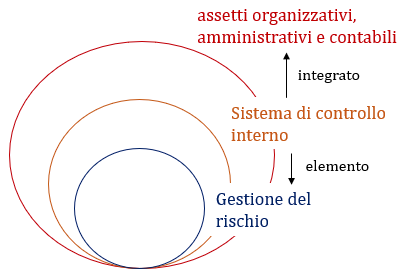 assetti organizzativi,
amministrativi e contabili
integrato
Sistema di controllo
interno
elemento
Gestione del
rischio